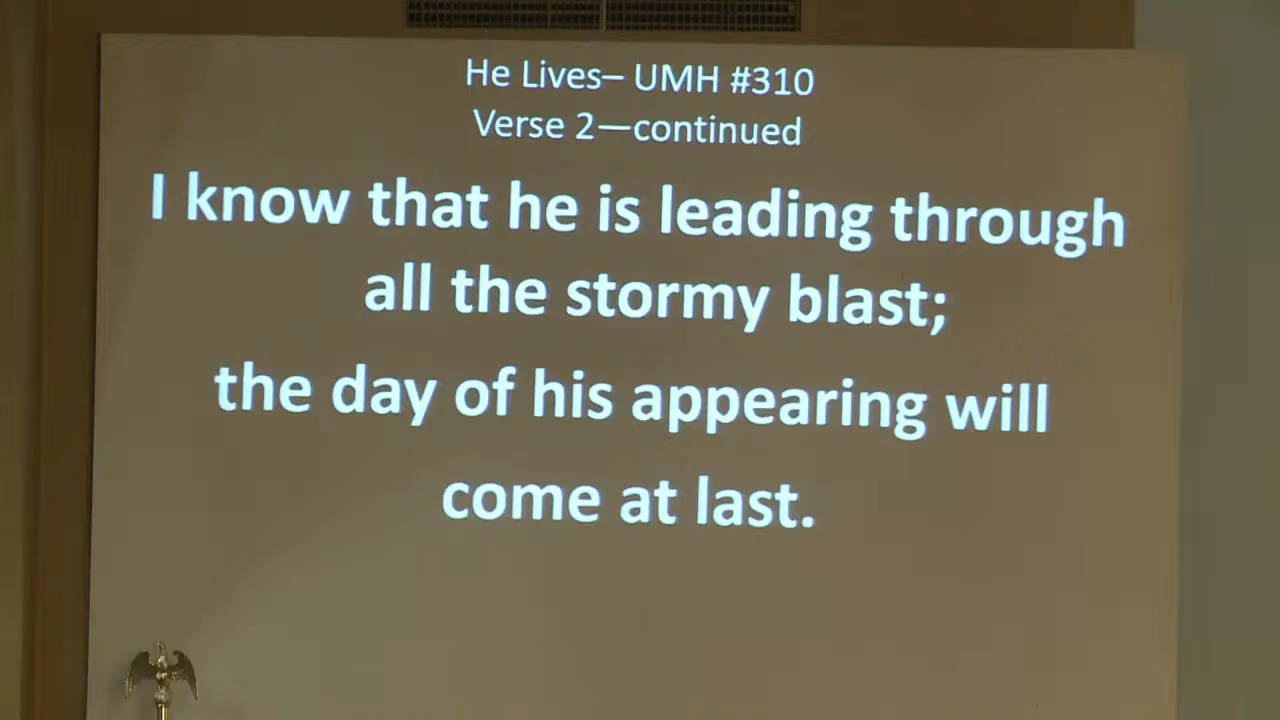 He Lives– UMH #310
Verse 2—continued
I know that he is leading through
all the stormy blast;
the day of his appearing will
come at last.